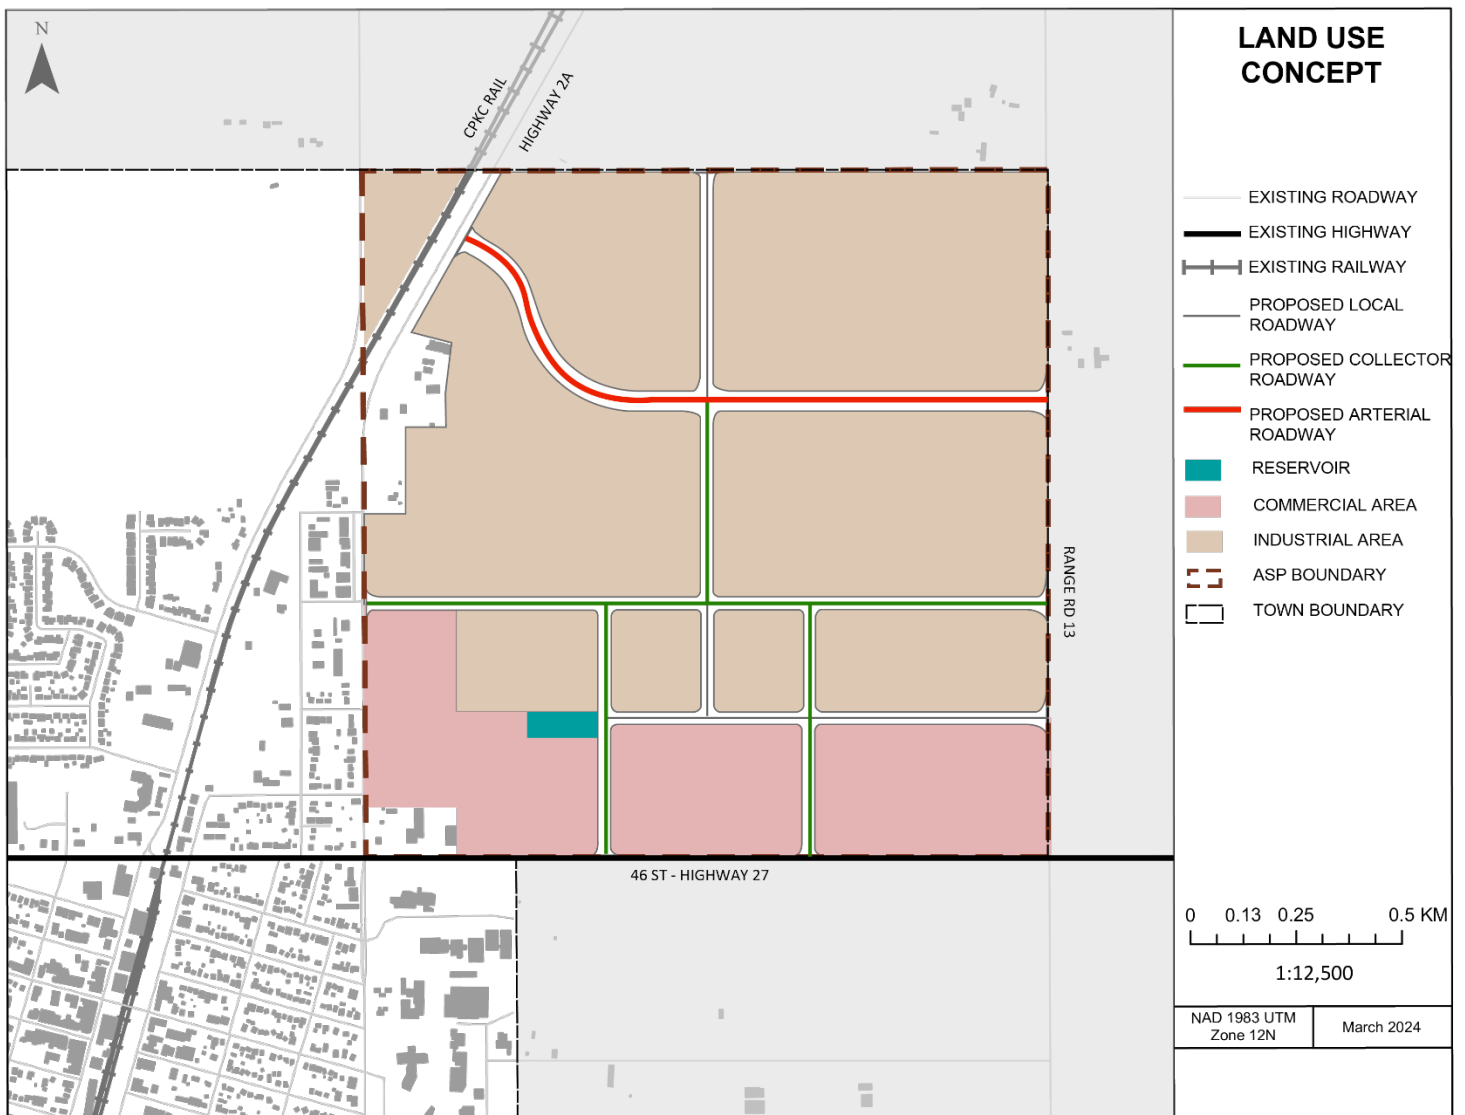 N
CPKC RAIL
HIGHWAY 2A
RANGE RD 13
46 ST - HIGHWAY 27
LAND USE
CONCEPT
EXISTING ROADWAY
EXISTING HIGHWAY
EXISTING RAILWAY
PROPOSED LOCAL
ROADWAY
PROPOSED COLLECTOR
ROADWAY
PROPOSED ARTERIAL
ROADWAY
RESERVOIR
COMMERCIAL AREA
INDUSTRIAL AREA
ASP BOUNDARY
TOWN BOUNDARY
0 0.13 0.25 0.5 KM
1:12,500
NAD 1983 UTM
Zone 12N
March 2024